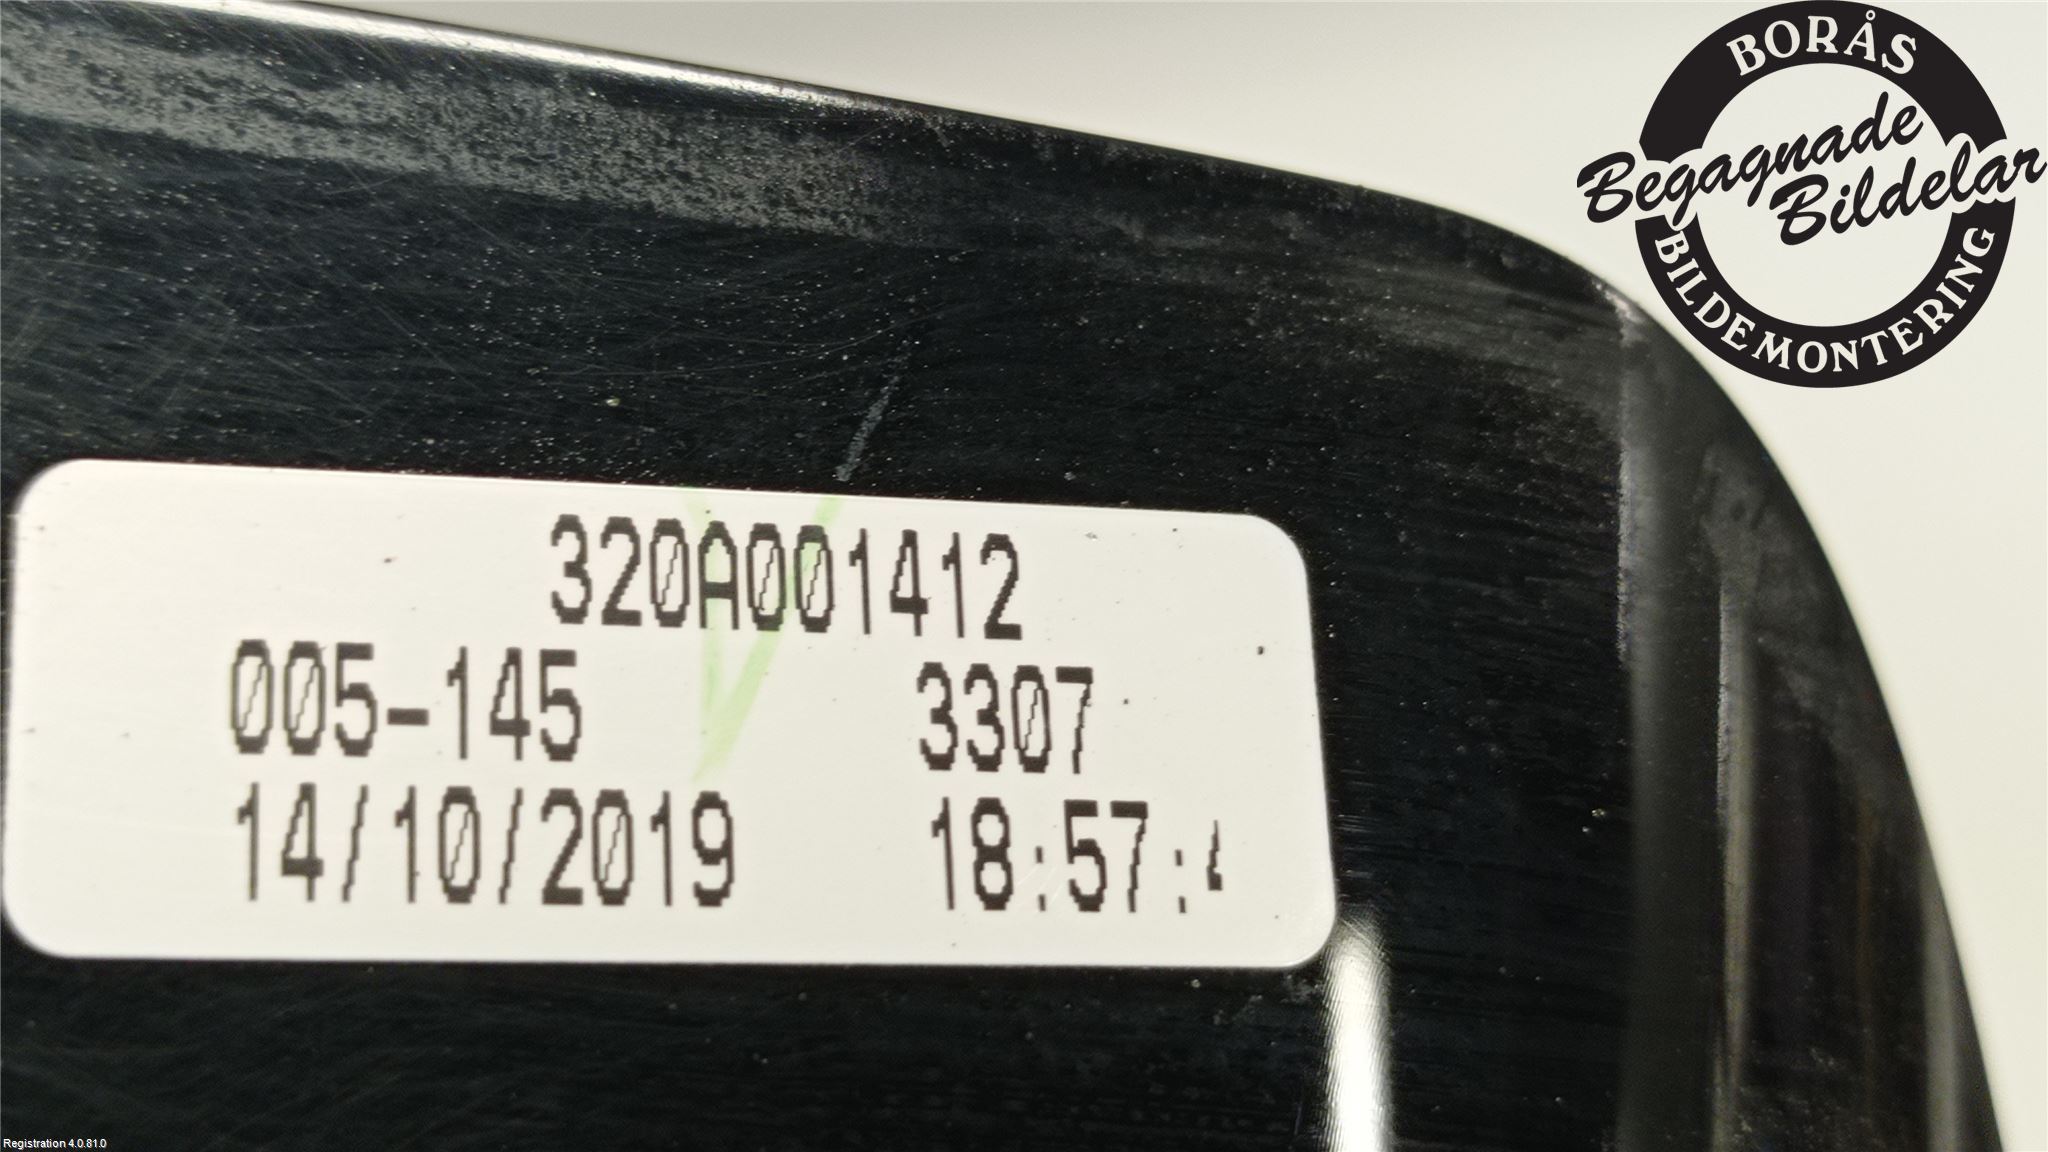 BORÅS
Begagnade
Bildelar
BILDEMONTERING
320A001412
005-145 3307
14/10/2019 18:57:
Registration 4.0.81.0